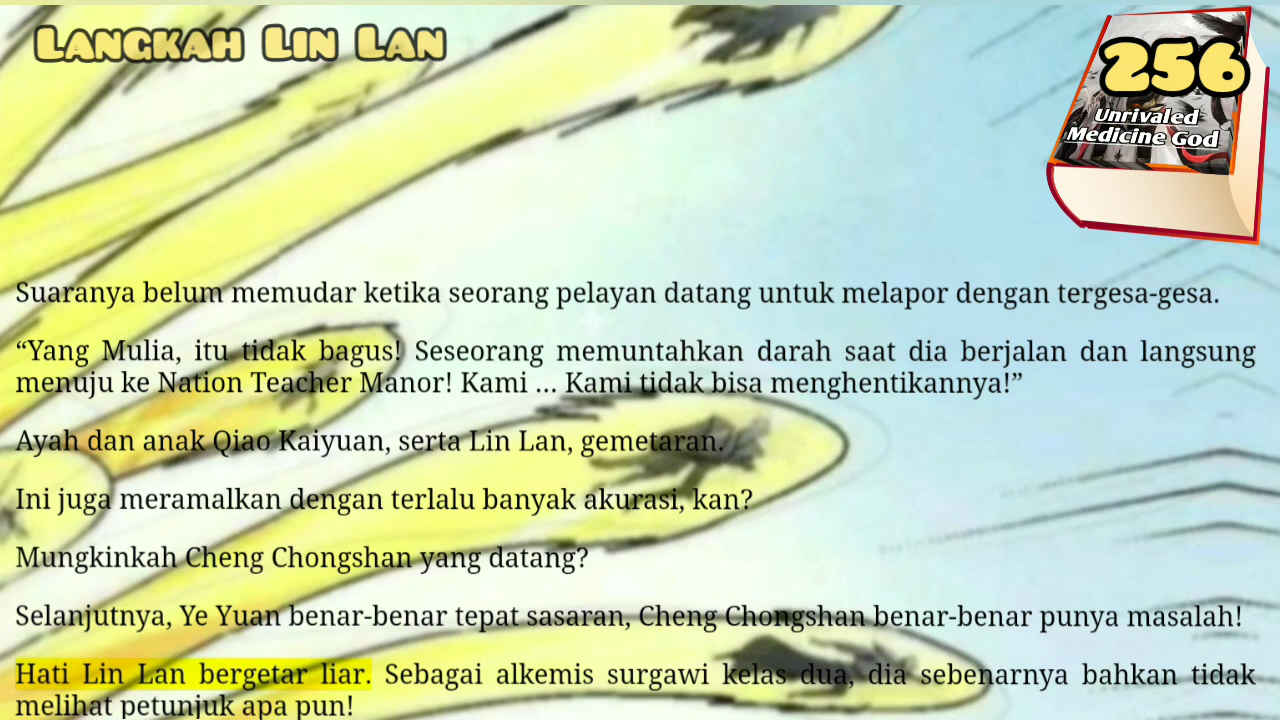 Langkah Lin Lan
256
Unrivaled
Medicine God
Suaranya belum memudar ketika seorang pelayan datang untuk melapor dengan tergesa-gesa.
“Yang Mulia, itu tidak bagus! Seseorang memuntahkan darah saat dia berjalan dan langsung
menuju ke Nation Teacher Manor! Kami ... Kami tidak bisa menghentikannya!”
Ayah dan anak Qiao Kaiyuan, serta Lin Lan, gemetaran.
Ini juga meramalkan dengan terlalu banyak akurasi, kan?
Mungkinkah Cheng Chongshan yang datang?
Selanjutnya, Ye Yuan benar-benar tepat sasaran, Cheng Chongshan benar-benar punya masalah!
Hati Lin Lan bergetar liar. Sebagai alkemis surgawi kelas dua, dia sebenarnya bahkan tidak
melihat petunjuk apa pun!